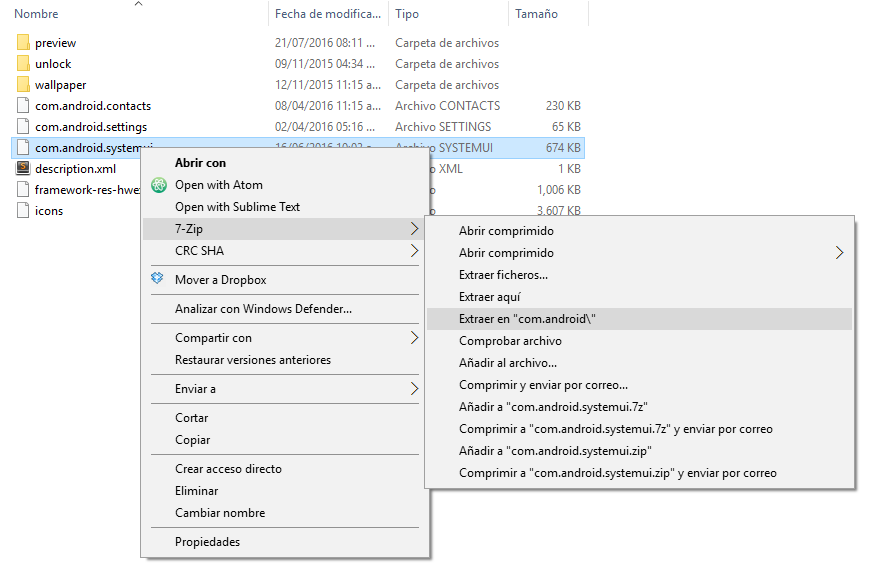 Nombre Fecha de modifica... Tipo Tamaño
preview 21/07/2016 08:11 ... Carpeta de archivos
unlock 09/11/2015 04:34 ... Carpeta de archivos
wallpaper 12/11/2015 11:15 a... Carpeta de archivos
com.android.contacts 08/04/2016 11:15 a... Archivo CONTACTS 230 KB
com.android.settings 02/04/2016 05:16 ... Archivo SETTINGS 65 KB
com.android.systemui 16/06/2016 10:03 a... Archivo SYSTEMUI 674 KB
description.xml XML 1 KB
framework-res-hwe 1,006 KB
icons 3,607 KB
Abrir con
Open with Atom
Open with Sublime Text
7-Zip
CRC SHA
Mover a Dropbox
Analizar con Windows Defender...
Compartir con
Restaurar versiones anteriores
Enviar a
Cortar
Copiar
Crear acceso directo
Eliminar
Cambiar nombre
Propiedades
Abrir comprimido
Abrir comprimido
Extraer ficheros...
Extraer aquí
Extraer en "com.android\"
Comprobar archivo
Añadir al archivo...
Comprimir y enviar por correo...
Añadir a "com.android.systemui.7z"
Comprimir a "com.android.systemui.7z" y enviar por correo
Añadir a "com.android.systemui.zip"
Comprimir a "com.android.systemui.zip" y enviar por correo